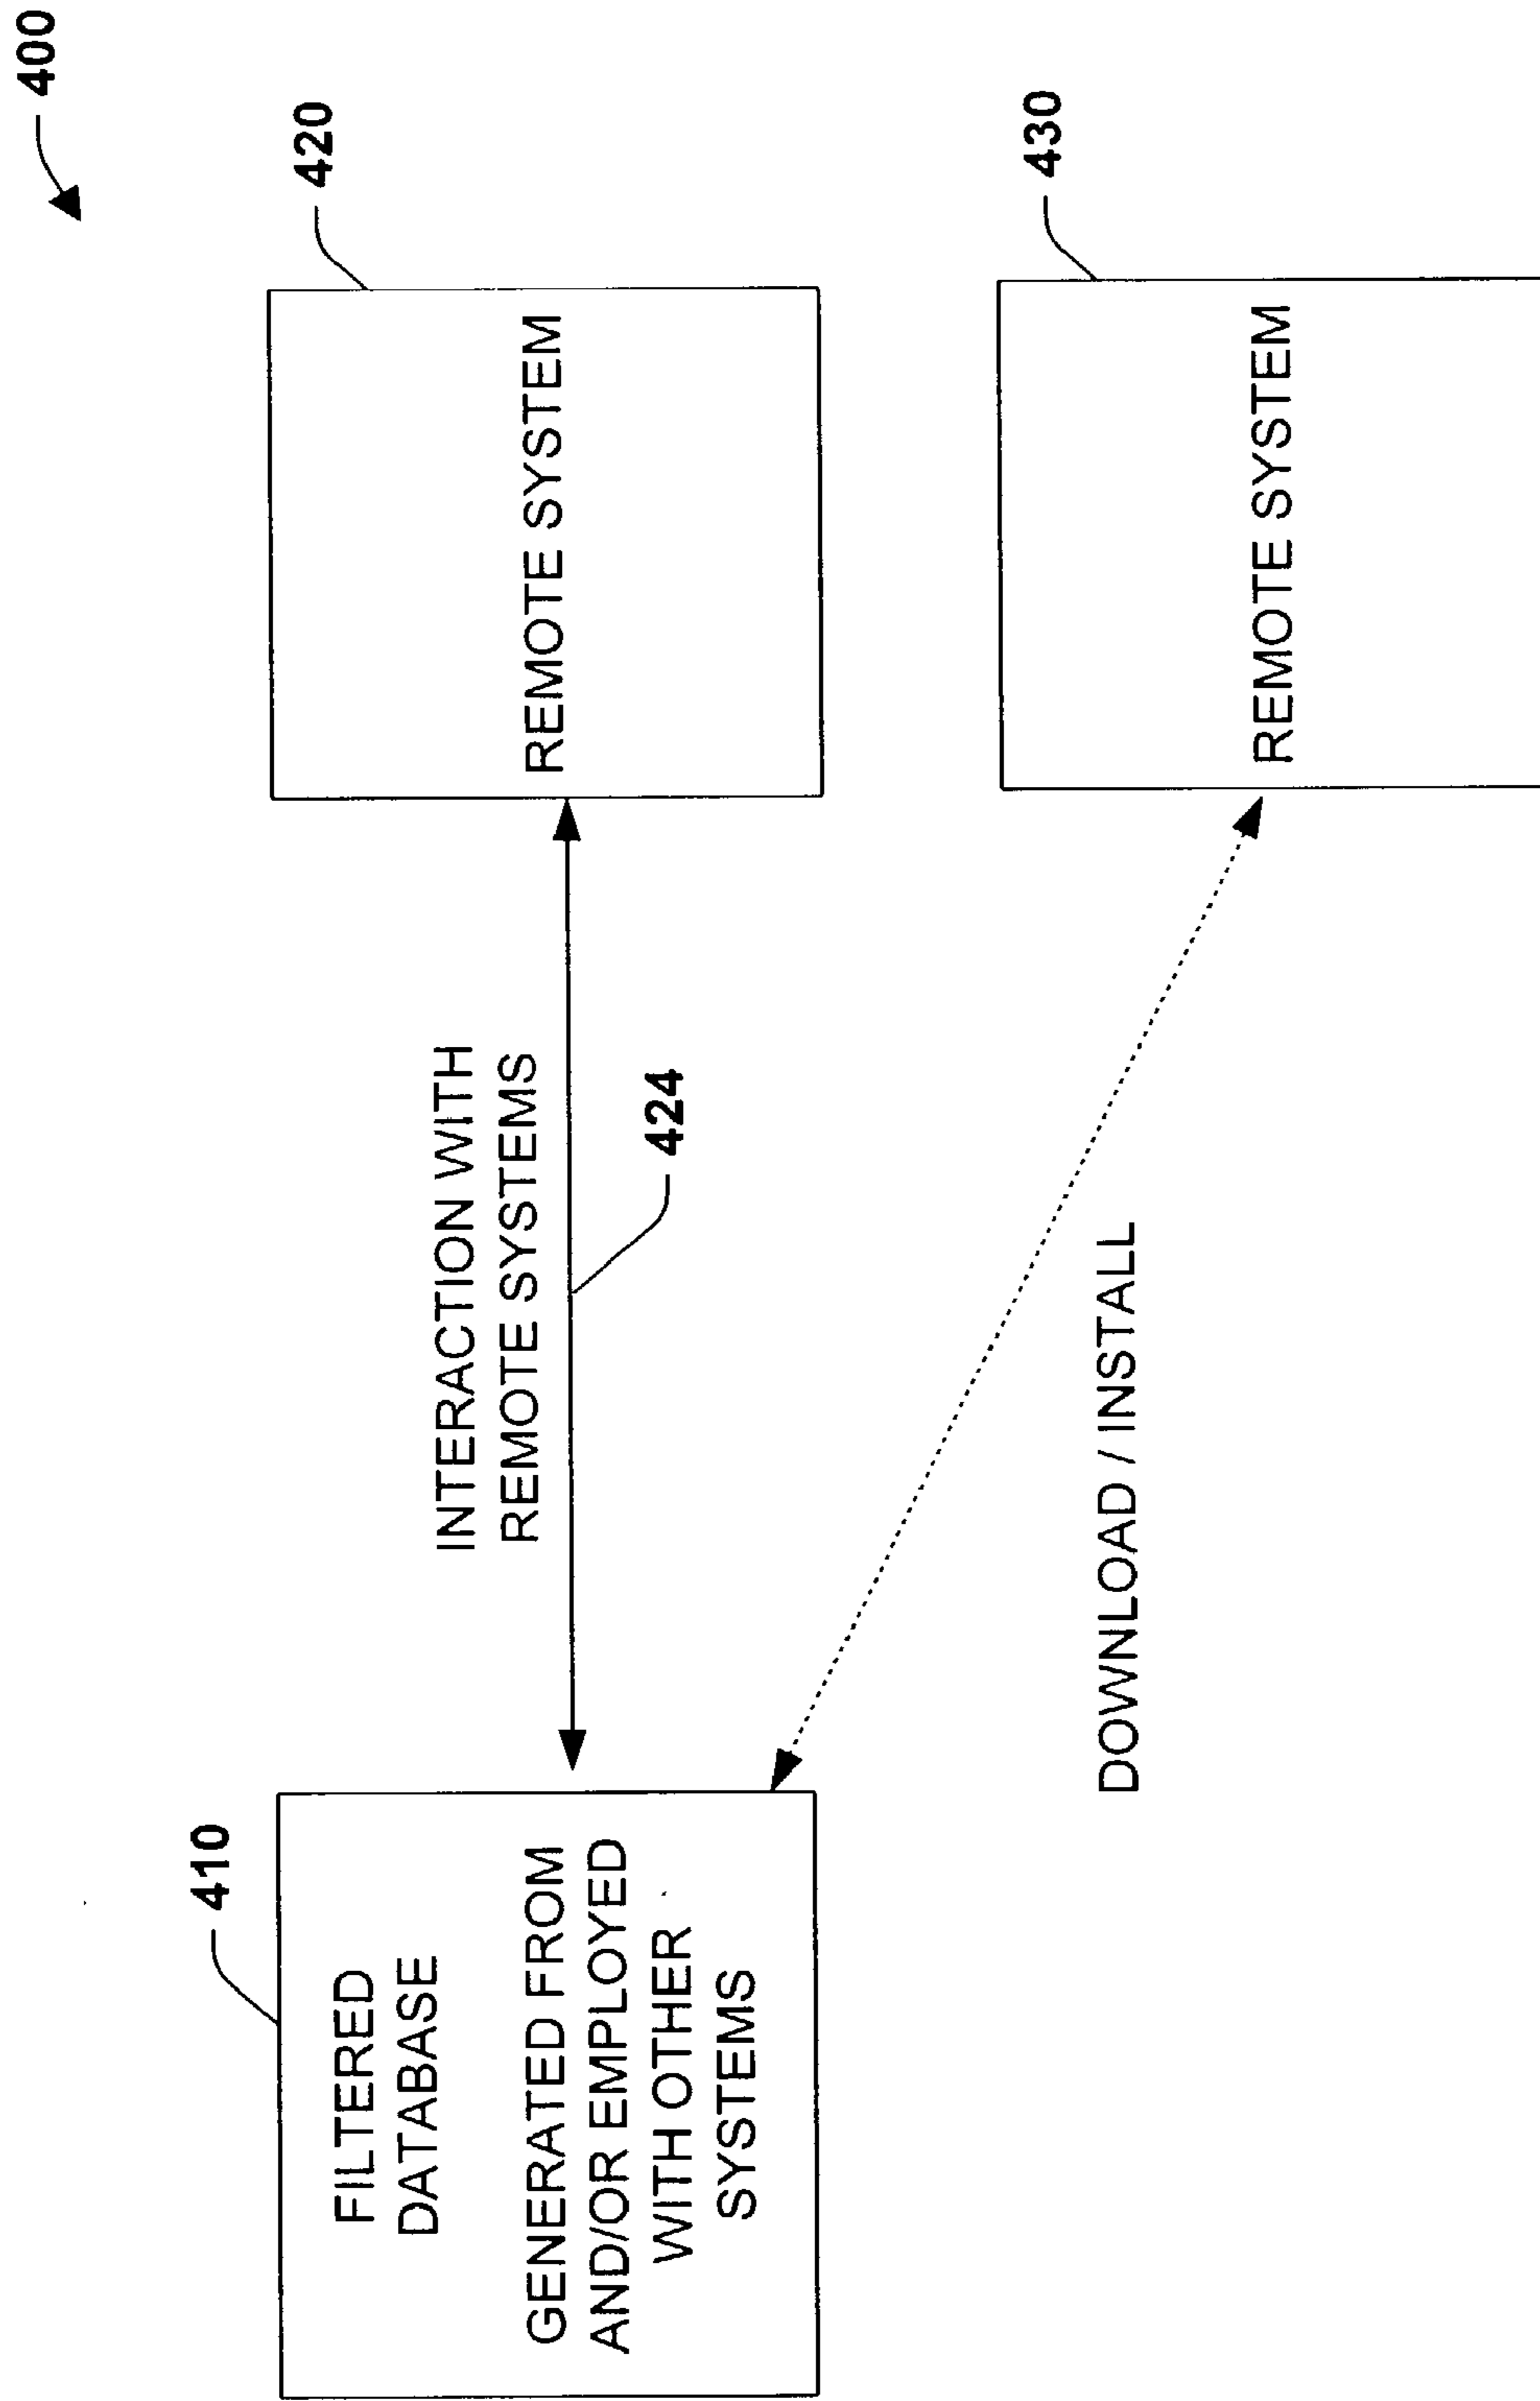 400
410
FILTERED
DATABASE
GENERATED FROM
AND/OR EMPLOYED
WITH OTHER
SYSTEMS
INTERACTION WITH
REMOTE SYSTEMS
424
420
REMOTE SYSTEM
DOWNLOAD / INSTALL
430
REMOTE SYSTEM